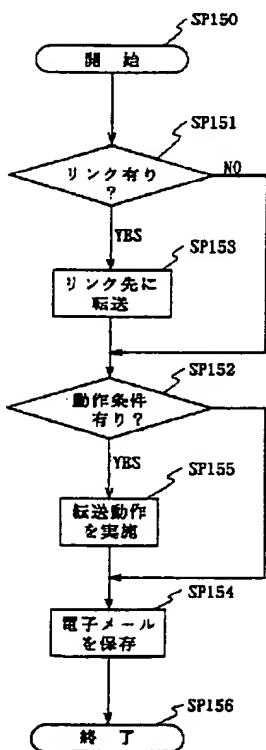 SP150
開始
SP151
リンク有り
?
NO
YES
SP153
リンク先に
転送
SP152
動作条件
有り?
YES
SP155
転送動作
を実施
SP154
電子メール
を保存
SP156
終了